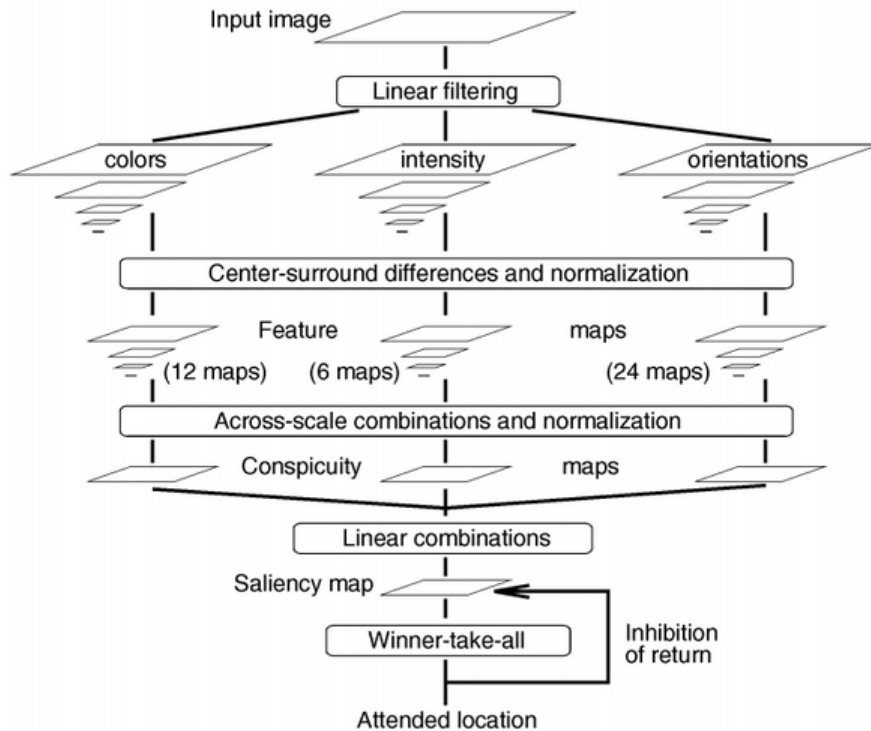 Input image
Linear filtering
colors intensity orientations
Center-surround differences and normalization
Feature maps
(12 maps) (6 maps) (24 maps)
Across-scale combinations and normalization
Conspicuity maps
Linear combinations
Saliency map
Winner-take-all
Inhibition
of return
Attended location